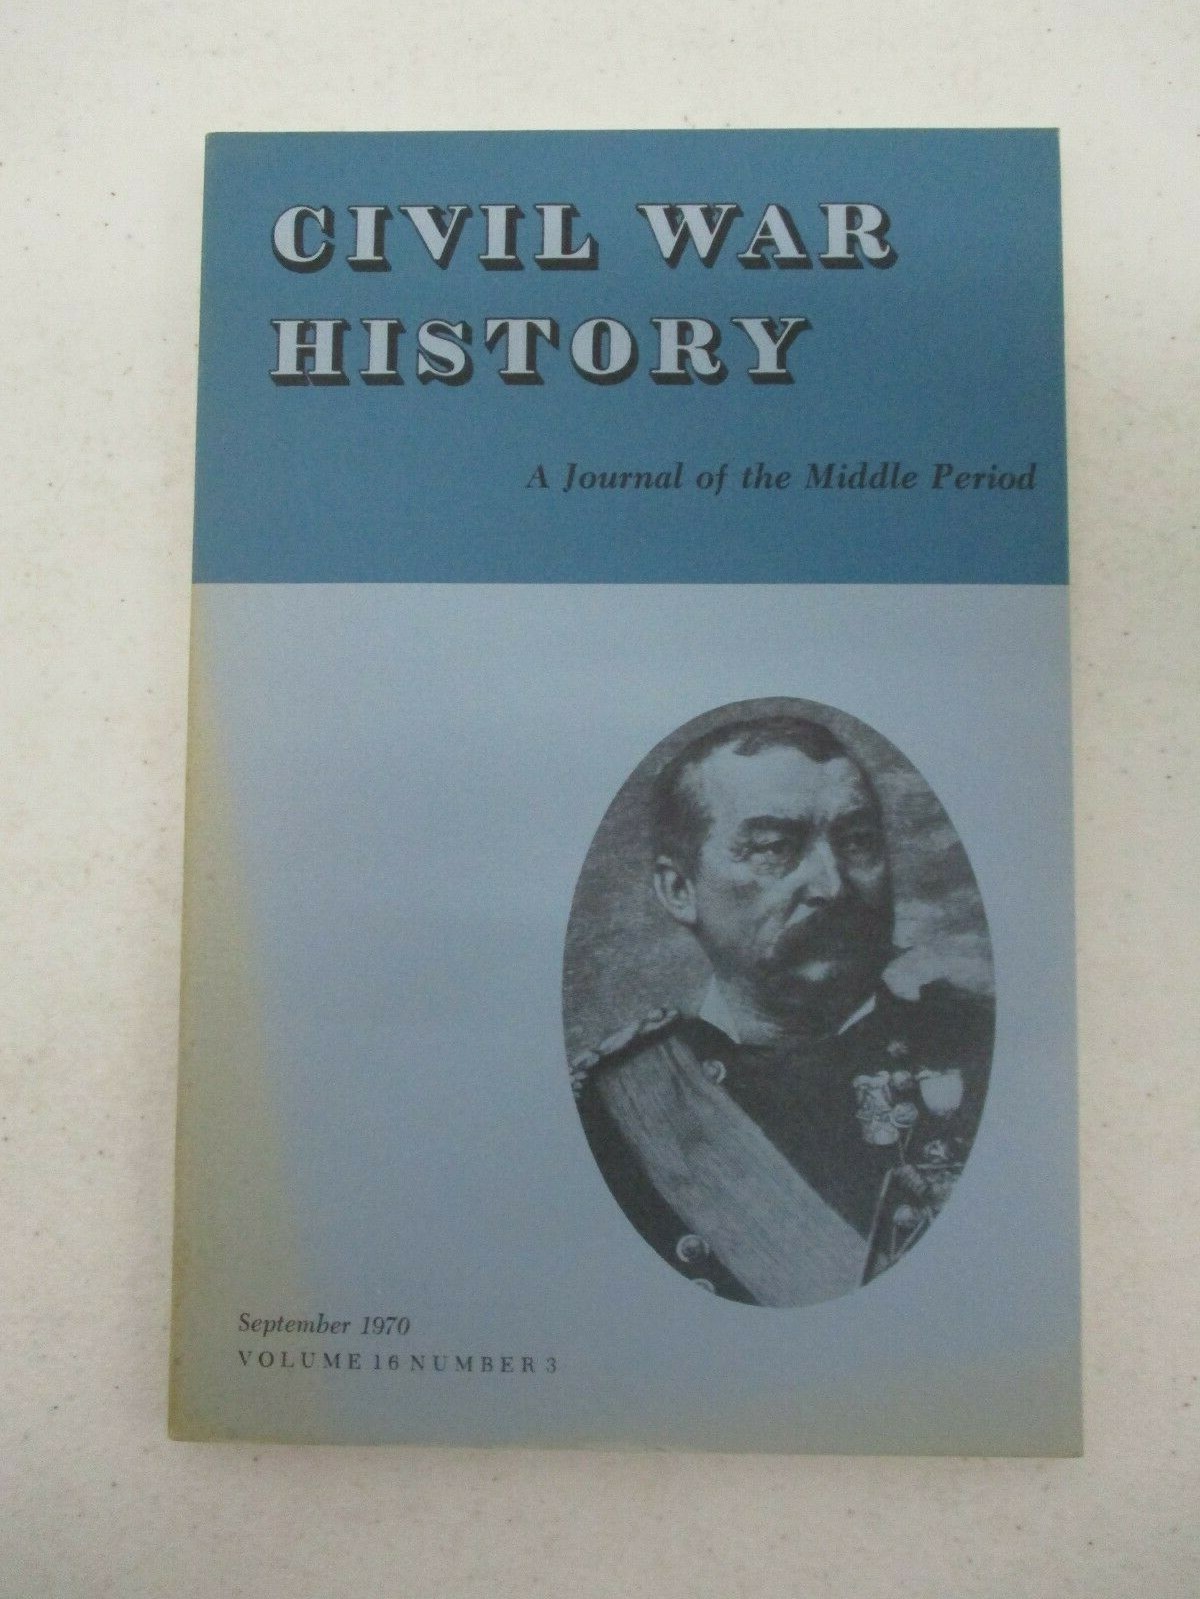 CIVIL WAR
HISTORY
A Journal of the Middle Period
September 1970
VOLUME 16 NUMBER 3